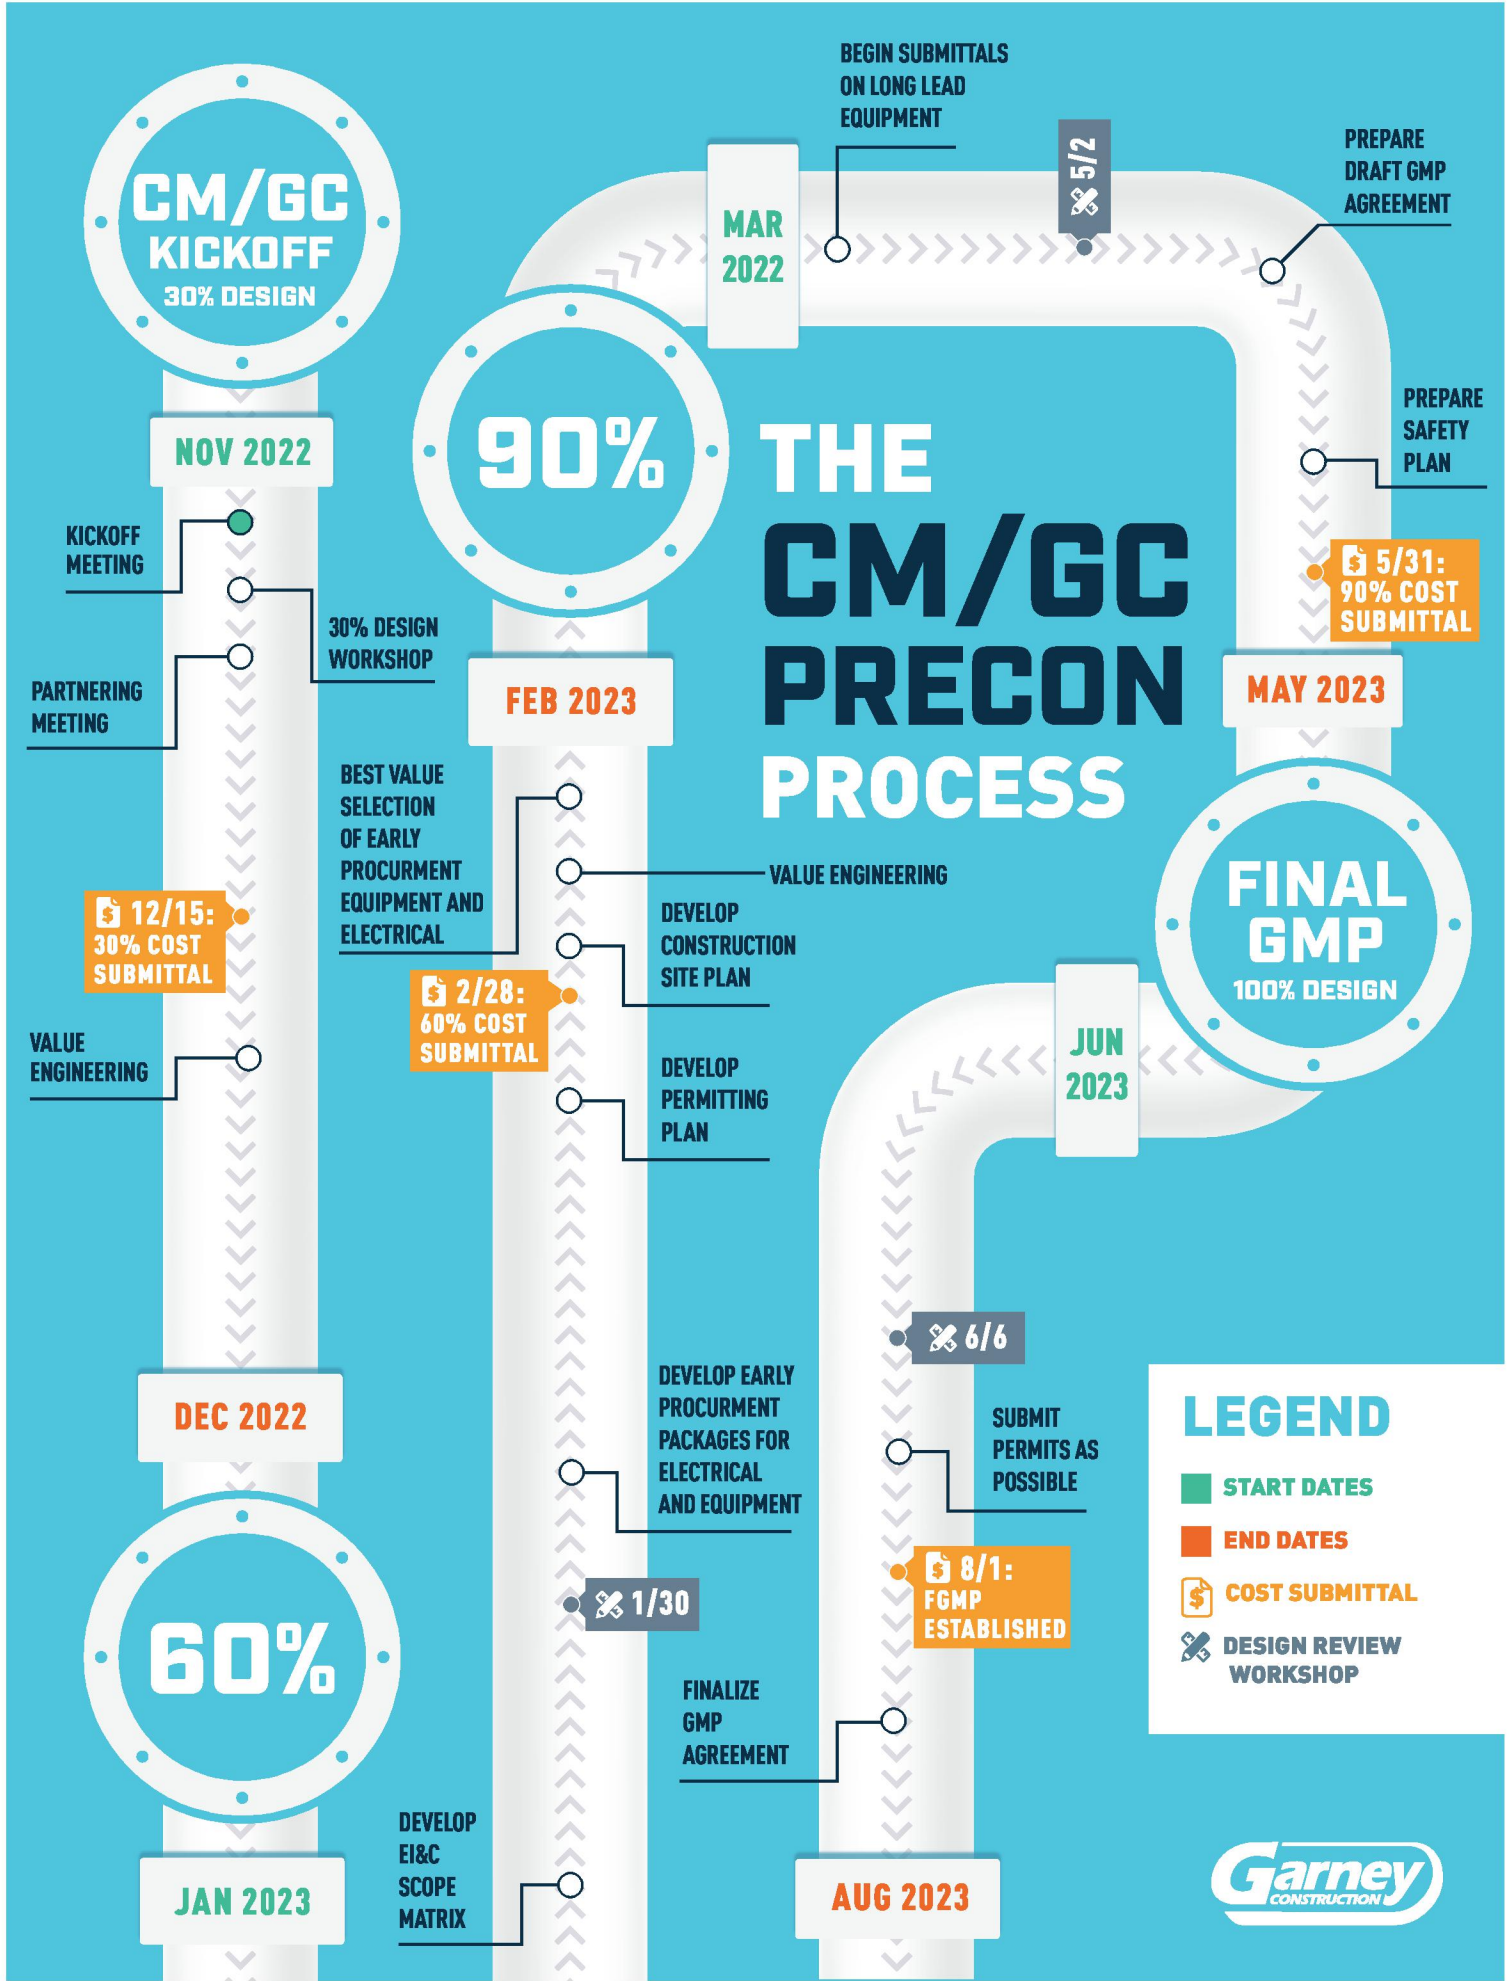 CM/GC
KICKOFF
30% DESIGN
NOV 2022
KICKOFF
MEETING
30% DESIGN
WORKSHOP
PARTNERING
MEETING
12/15:
30% COST
SUBMITTAL
VALUE
ENGINEERING
DEC 2022
60%
JAN 2023
DEVELOP
EI&C
SCOPE
MATRIX
1/30
DEVELOP EARLY
PROCURMENT
PACKAGES FOR
ELECTRICAL
AND EQUIPMENT
DEVELOP
PERMITTING
PLAN
2/28:
60% COST
SUBMITTAL
DEVELOP
CONSTRUCTION
SITE PLAN
VALUE ENGINEERING
BEST VALUE
SELECTION
OF EARLY
PROCURMENT
EQUIPMENT AND
ELECTRICAL
FEB 2023
90%
MAR
2022
BEGIN SUBMITTALS
ON LONG LEAD
EQUIPMENT
5/2
PREPARE
DRAFT GMP
AGREEMENT
PREPARE
SAFETY
PLAN
5/31:
90% COST
SUBMITTAL
MAY 2023
THE
CM/GC
PRECON
PROCESS
FINAL
GMP
100% DESIGN
JUN
2023
6/6
SUBMIT
PERMITS AS
POSSIBLE
8/1:
FGMP
ESTABLISHED
FINALIZE
GMP
AGREEMENT
AUG 2023
LEGEND
START DATES
END DATES
COST SUBMITTAL
DESIGN REVIEW
WORKSHOP
Garney
CONSTRUCTION